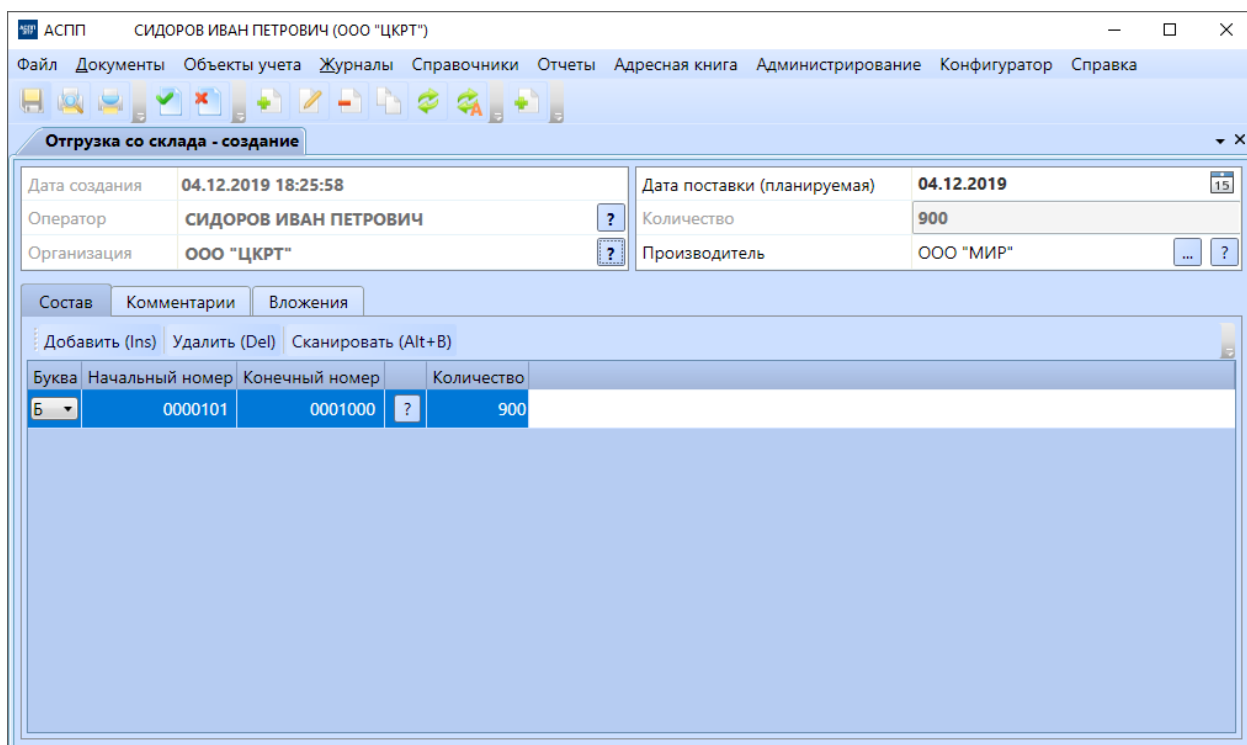 АСПП СИДОРОВ ИВАН ПЕТРОВИЧ (ООО "ЦКРТ")
Файл Документы Объекты учета Журналы Справочники Отчеты Адресная книга Администрирование Конфигуратор Справка
Отгрузка со склада - создание
Дата создания 04.12.2019 18:25:58
Оператор СИДОРОВ ИВАН ПЕТРОВИЧ ?
Организация ООО "ЦКРТ" ?
Дата поставки (планируемая) 04.12.2019 15
Количество 900
Производитель ООО "МИР" ... ?
Состав Комментарии Вложения
Добавить (Ins) Удалить (Del) Сканировать (Alt+B)
Буква Начальный номер Конечный номер Количество
Б 0000101 0001000 ? 900